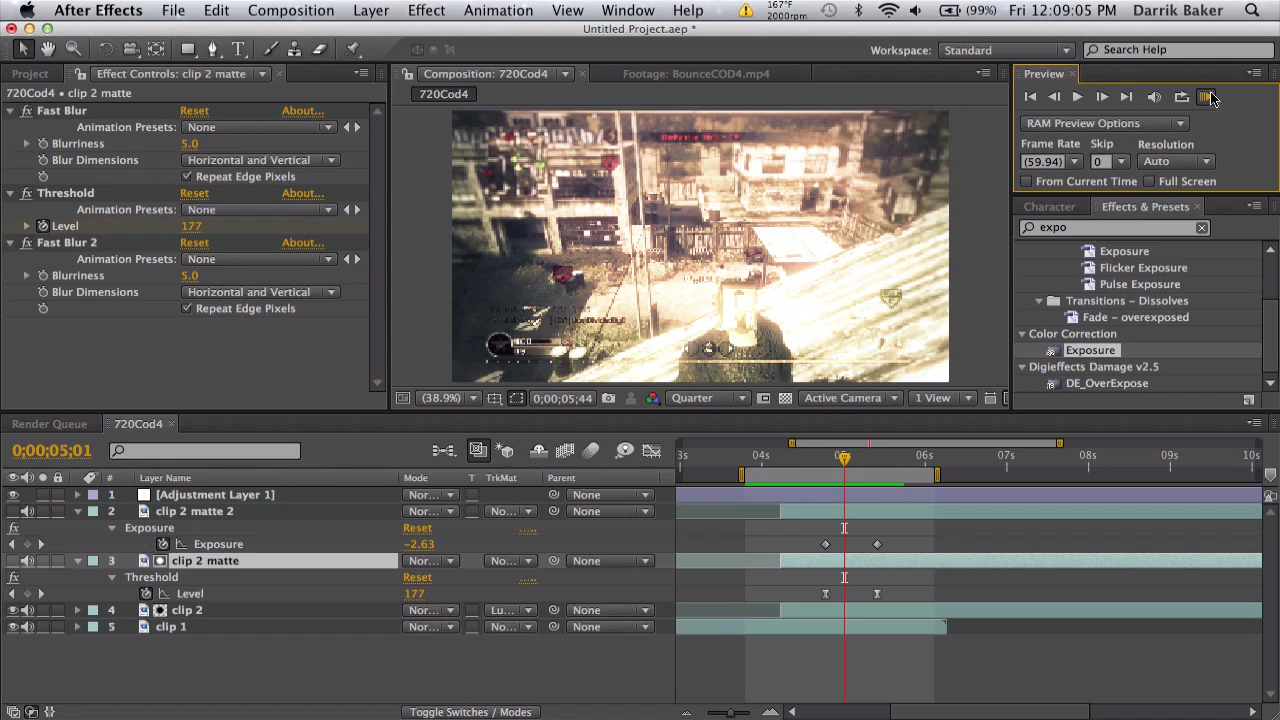 After Effects File Edit Composition Layer Effect Animation View Window Help 167°F 2000rpm (99%) Fri 12:09:05 PM Darrik Baker
Untitled Project.aep *
Workspace: Standard Search Help
Project Effect Controls: clip 2 matte Composition: 720Cod4 Footage: BounceCOD4.mp4 Preview
720Cod4 • clip 2 matte
720Cod4
Fast Blur Reset About...
Animation Presets: None
Blurriness 5.0
Blur Dimensions Horizontal and Vertical
Repeat Edge Pixels
Threshold Reset About...
Animation Presets: None
Level 177
Fast Blur 2 Reset About...
Animation Presets: None
Blurriness 5.0
Blur Dimensions Horizontal and Vertical
Repeat Edge Pixels
(38.9%) 0;00;05;44 Quarter Active Camera 1 View
RAM Preview Options
Frame Rate Skip Resolution
(59.94) 0 Auto
From Current Time Full Screen
Character Effects & Presets
expo
Exposure
Flicker Exposure
Pulse Exposure
Transitions – Dissolves
Fade – overexposed
Color Correction
Exposure
Digieffects Damage v2.5
DE_OverExpose
Render Queue 720Cod4
0;00;05;01
3s 04s 05s 06s 07s 08s 09s 10s
# Layer Name Mode T TrkMat Parent
1 [Adjustment Layer 1] Nor... None
2 clip 2 matte 2 Nor... No... None
Exposure Reset .....
Exposure -2.63
3 clip 2 matte Nor... No... None
Threshold Reset .....
Level 177
4 clip 2 Nor... Lu... None
5 clip 1 Nor... No... None
Toggle Switches / Modes